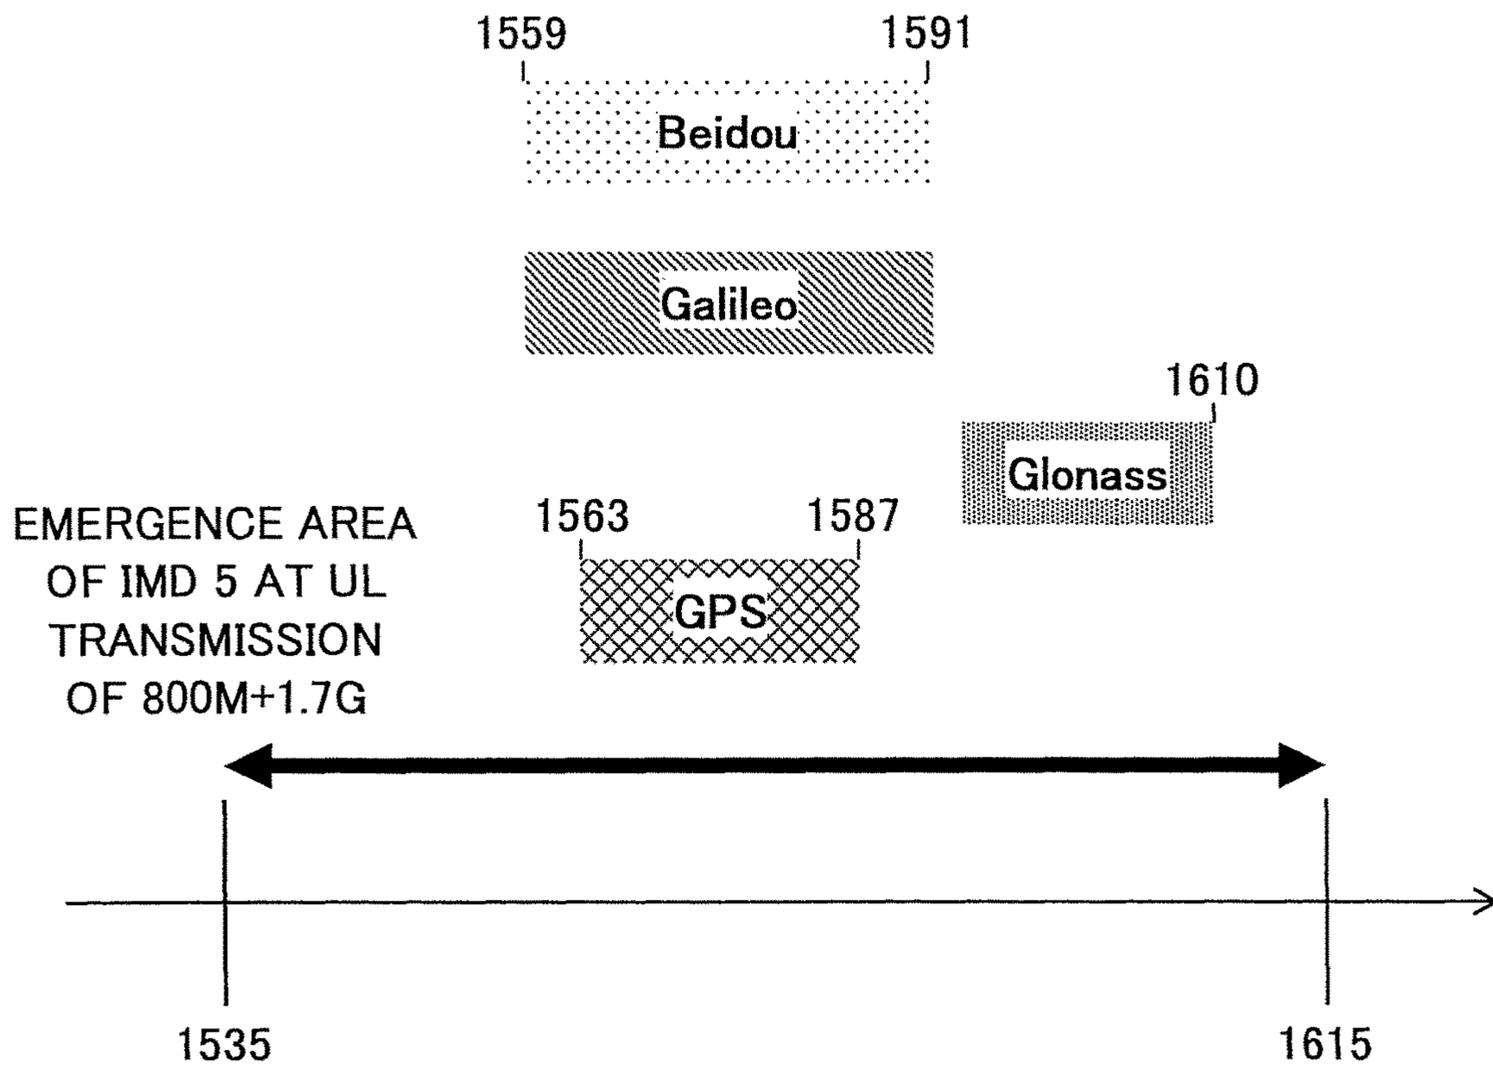 1559 1591
Beidou
Galileo
1610
Glonass
1563 1587
GPS
EMERGENCE AREA
OF IMD 5 AT UL
TRANSMISSION
OF 800M+1.7G
1535 1615